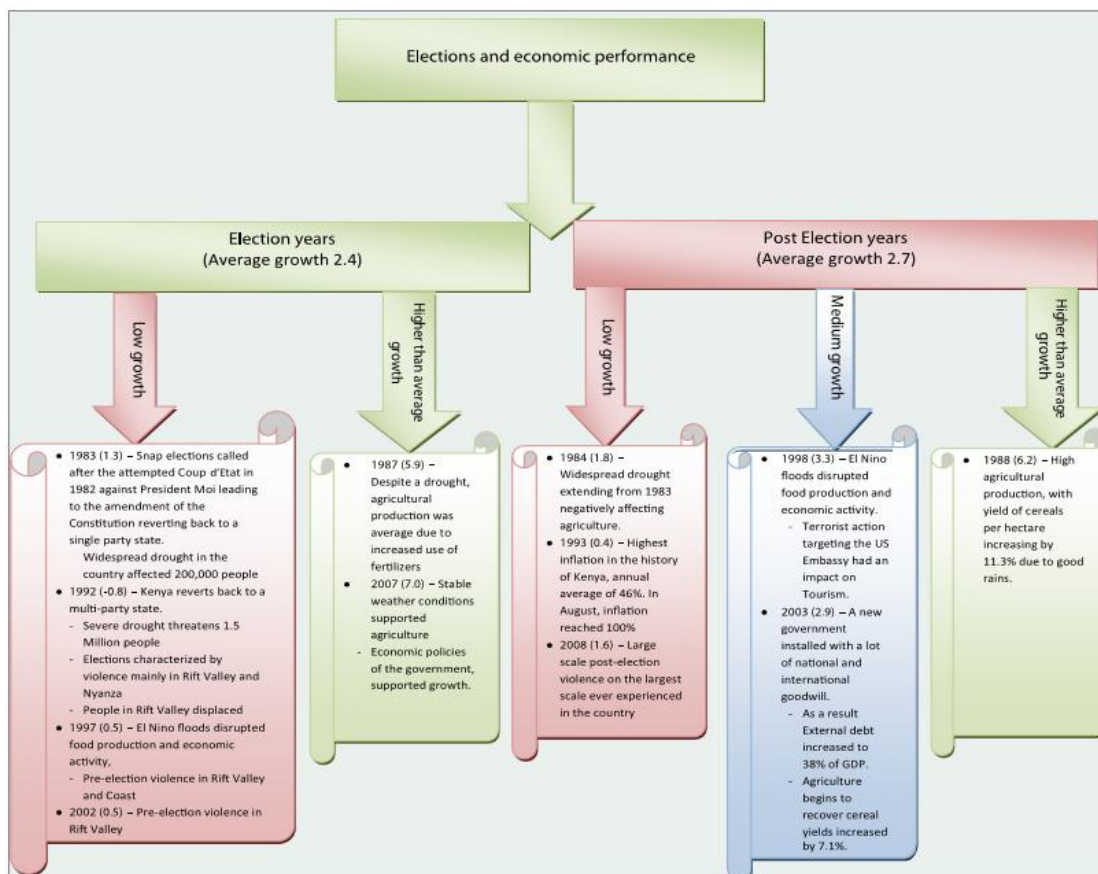 Elections and economic performance
Election years
(Average growth 2.4)
Post Election years
(Average growth 2.7)
Low growth
Higher than average
growth
Low growth
Medium growth
Higher than average
growth
• 1983 (1.3) – Snap elections called
after the attempted Coup d’Etat in
1982 against President Moi leading
to the amendment of the
Constitution reverting back to a
single party state.
Widespread drought in the
country affected 200,000 people
• 1992 (-0.8) – Kenya reverts back to a
multi-party state.
- Severe drought threatens 1.5
Million people
- Elections characterized by
violence mainly in Rift Valley and
Nyanza
- People in Rift Valley displaced
• 1997 (0.5) – El Nino floods disrupted
food production and economic
activity,
- Pre-election violence in Rift Valley
and Coast
• 2002 (0.5) – Pre-election violence in
Rift Valley
• 1987 (5.9) –
Despite a drought,
agricultural
production was
average due to
increased use of
fertilizers
• 2007 (7.0) – Stable
weather conditions
supported
agriculture
- Economic policies
of the government,
supported growth.
• 1984 (1.8) –
Widespread drought
extending from 1983
negatively affecting
agriculture.
• 1993 (0.4) – Highest
inflation in the history
of Kenya, annual
average of 46%. In
August, inflation
reached 100%
• 2008 (1.6) – Large
scale post-election
violence on the largest
scale ever experienced
in the country
• 1998 (3.3) – El Nino
floods disrupted
food production and
economic activity.
- Terrorist action
targeting the US
Embassy had an
impact on
Tourism.
• 2003 (2.9) – A new
government
installed with a lot
of national and
international
goodwill.
- As a result
External debt
increased to
38% of GDP.
- Agriculture
begins to
recover cereal
yields increased
by 7.1%.
• 1988 (6.2) – High
agricultural
production, with
yield of cereals
per hectare
increasing by
11.3% due to good
rains.